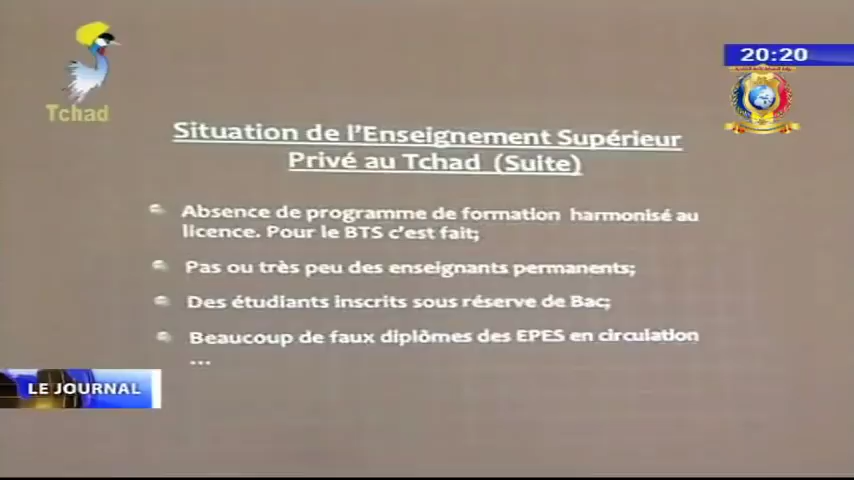 20:20
Tchad
Situation de l'Enseignement Supérieur
Privé au Tchad (Suite)
Absence de programme de formation harmonisé au
licence. Pour le BTS c'est fait;
Pas ou très peu des enseignants permanents;
Des étudiants inscrits sous réserve de Bac;
Beaucoup de faux diplômes des EPES en circulation
...
LE JOURNAL